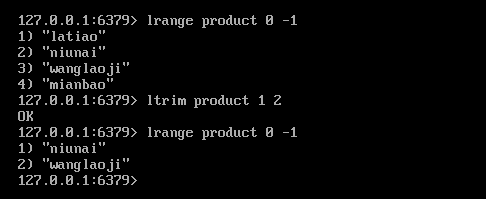 127.0.0.1:6379> lrange product 0 -1
1) "latiao"
2) "niunai"
3) "wanglaoji"
4) "mianbao"
127.0.0.1:6379> ltrim product 1 2
OK
127.0.0.1:6379> lrange product 0 -1
1) "niunai"
2) "wanglaoji"
127.0.0.1:6379>